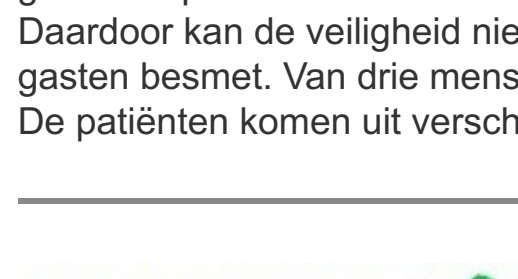 Daardoor kan de veiligheid nie
gasten besmet. Van drie mens
De patiënten komen uit versch